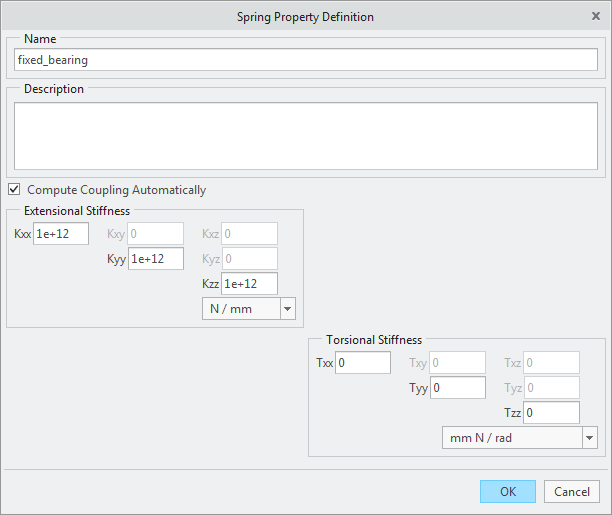 Spring Property Definition
Name
fixed_bearing
Description
Compute Coupling Automatically
Extensional Stiffness
Kxx 1e+12 Kxy 0 Kxz 0
Kyy 1e+12 Kyz 0
Kzz 1e+12
N / mm
Torsional Stiffness
Txx 0 Txy 0 Txz 0
Tyy 0 Tyz 0
Tzz 0
mm N / rad
OK Cancel